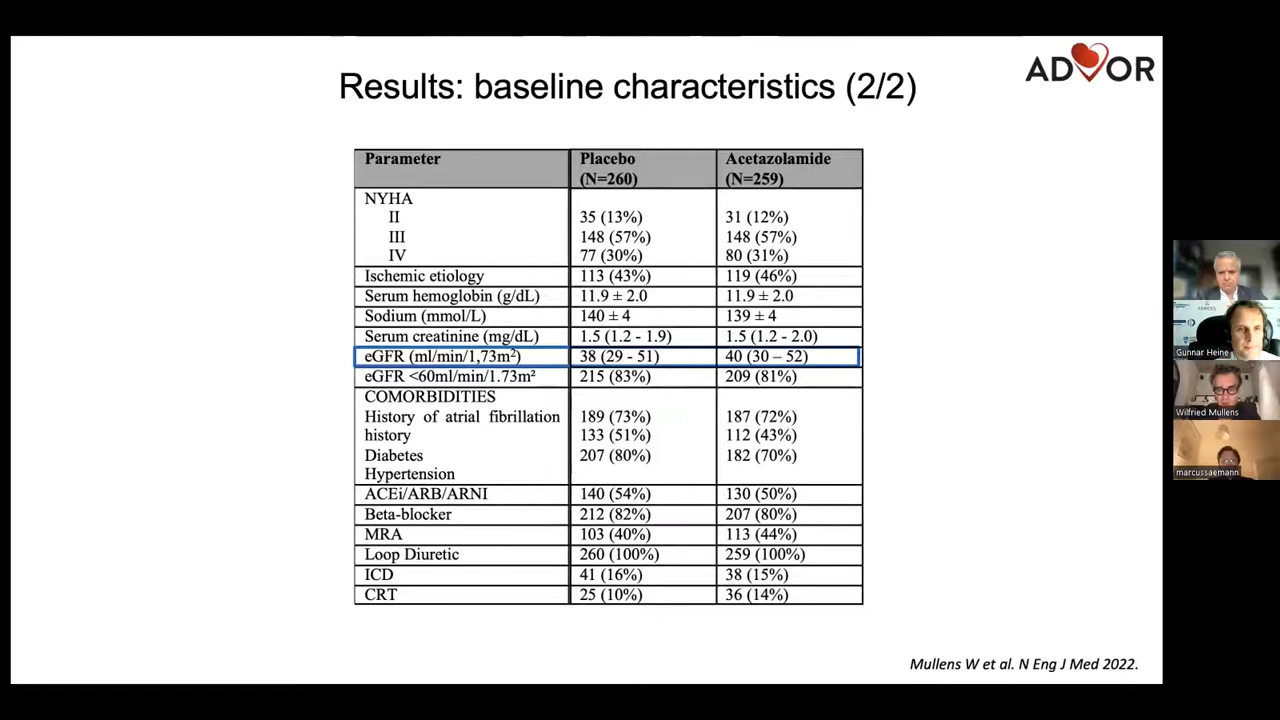 ADVOR
Results: baseline characteristics (2/2)
Parameter Placebo (N=260) Acetazolamide (N=259)
NYHA
II 35 (13%) 31 (12%)
III 148 (57%) 148 (57%)
IV 77 (30%) 80 (31%)
Ischemic etiology 113 (43%) 119 (46%)
Serum hemoglobin (g/dL) 11.9 ± 2.0 11.9 ± 2.0
Sodium (mmol/L) 140 ± 4 139 ± 4
Serum creatinine (mg/dL) 1.5 (1.2 - 1.9) 1.5 (1.2 - 2.0)
eGFR (ml/min/1,73m²) 38 (29 - 51) 40 (30 – 52)
eGFR <60ml/min/1.73m² 215 (83%) 209 (81%)
COMORBIDITIES
History of atrial fibrillation 189 (73%) 187 (72%)
history 133 (51%) 112 (43%)
Diabetes 207 (80%) 182 (70%)
Hypertension
ACEi/ARB/ARNI 140 (54%) 130 (50%)
Beta-blocker 212 (82%) 207 (80%)
MRA 103 (40%) 113 (44%)
Loop Diuretic 260 (100%) 259 (100%)
ICD 41 (16%) 38 (15%)
CRT 25 (10%) 36 (14%)
Mullens W et al. N Eng J Med 2022.
Gunnar Heine
Wilfried Mullens
marcussaemann